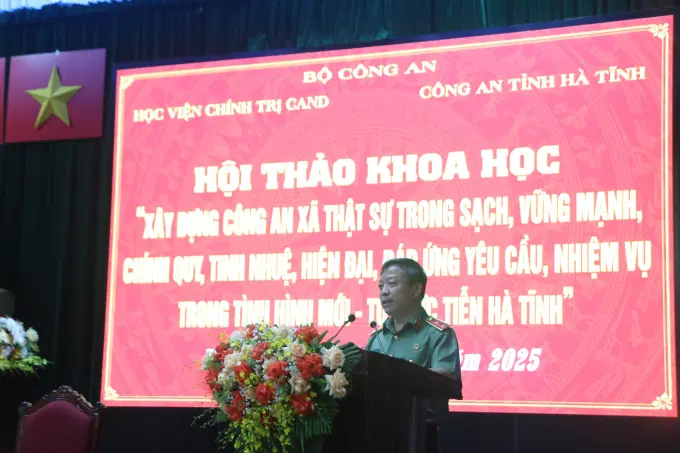 BỘ CÔNG AN
HỌC VIỆN CHÍNH TRỊ CAND
CÔNG AN TỈNH HÀ TĨNH
HỘI THẢO KHOA HỌC
"XÂY DỰNG CÔNG AN XÃ THẬT SỰ TRONG SẠCH, VỮNG MẠNH,
CHÍNH QUY, TINH NHUỆ, HIỆN ĐẠI, ĐÁP ỨNG YÊU CẦU, NHIỆM VỤ
TRONG TÌNH HÌNH MỚI - TIỄN HÀ TĨNH"
2025